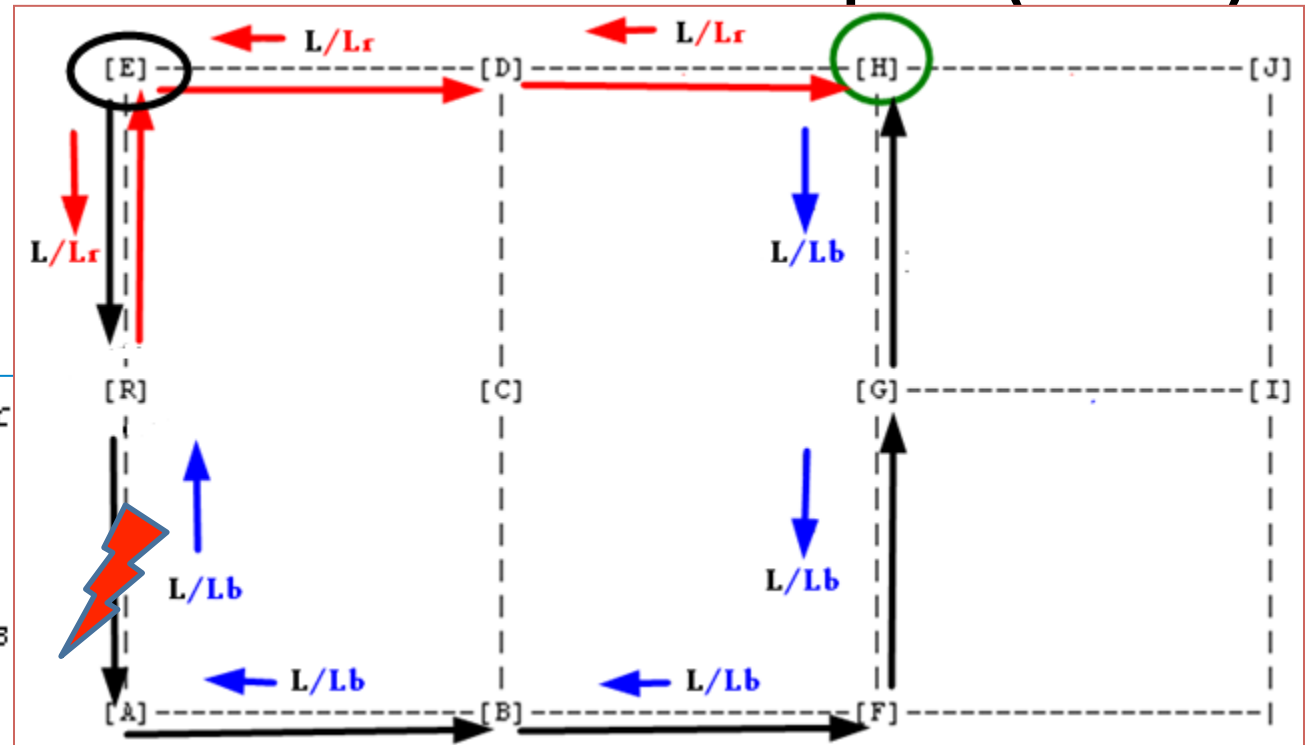 L/Lr L/Lr
[E] [D] [H] [J]
L/Lr L/Lb
[R] [C] [G] [I]
L/Lb L/Lb
L/Lb L/Lb
[A] [B] [F]